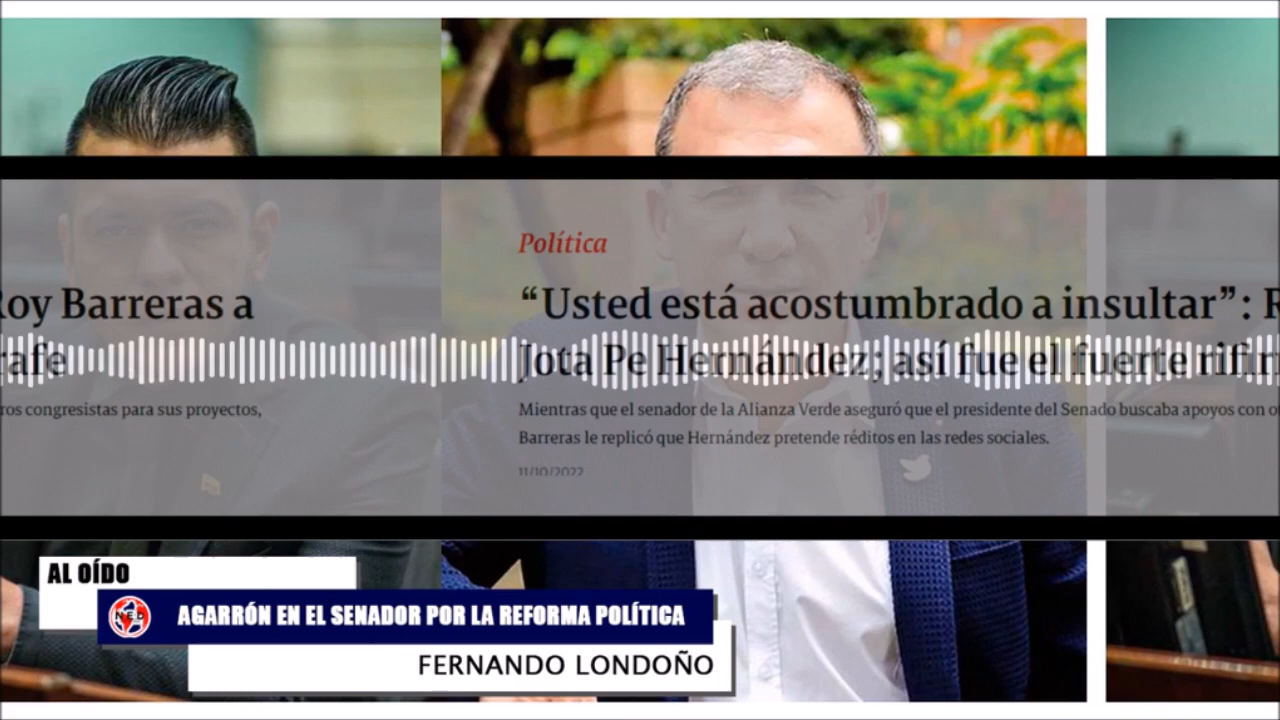 Política
Roy Barreras a
“Usted está acostumbrado a insultar”: R
rafe
Jota Pe Hernández; así fue el fuerte rifir
ros congresistas para sus proyectos,
Mientras que el senador de la Alianza Verde aseguró que el presidente del Senado buscaba apoyos con o
Barreras le replicó que Hernández pretende réditos en las redes sociales.
11/10/2022
AL OÍDO
AGARRÓN EN EL SENADOR POR LA REFORMA POLÍTICA
FERNANDO LONDOÑO